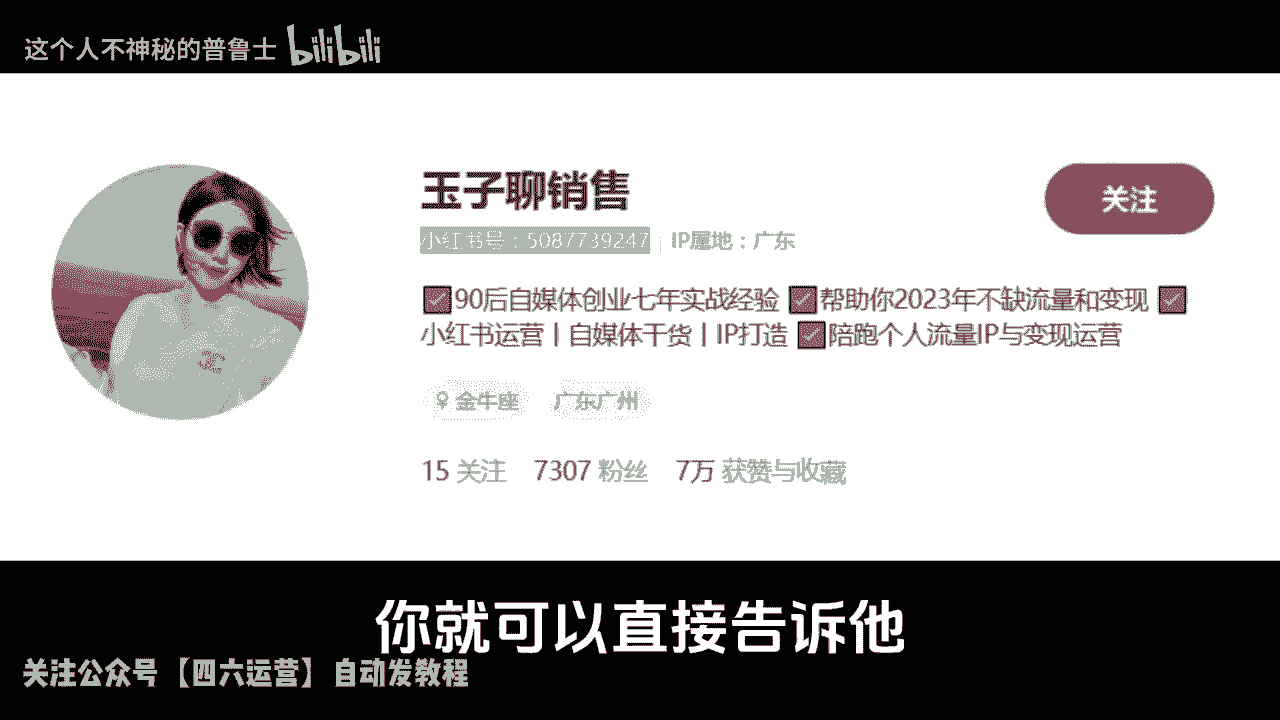 这个人不神秘的普鲁士 bilibili
玉子聊销售
关注
小红书号：5087739247 IP属地：广东
✅90后自媒体创业七年实战经验 ✅帮助你2023年不缺流量和变现 ✅
小红书运营丨自媒体干货丨IP打造 ✅陪跑个人流量IP与变现运营
♀ 金牛座 广东广州
15 关注 7307 粉丝 7万 获赞与收藏
你就可以直接告诉他
关注公众号【四六运营】自动发教程